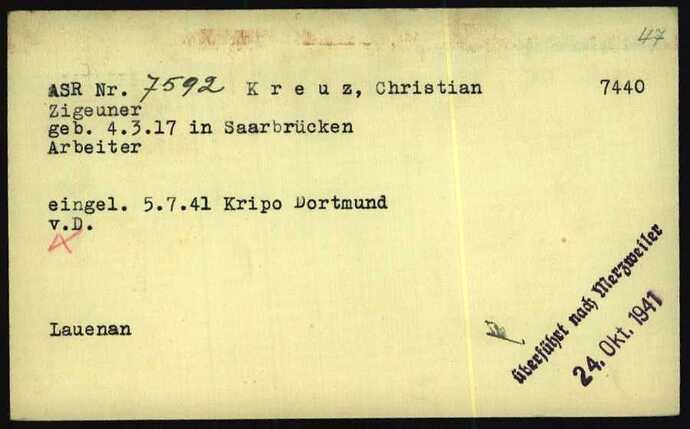 47
ASR Nr. 7592 K r e u z, Christian 7440
Zigeuner
geb. 4.3.17 in Saarbrücken
Arbeiter
eingel. 5.7.41 Kripo Dortmund
v.D.
Lauenan
überführt nach Merzweiler
24. Okt. 1941